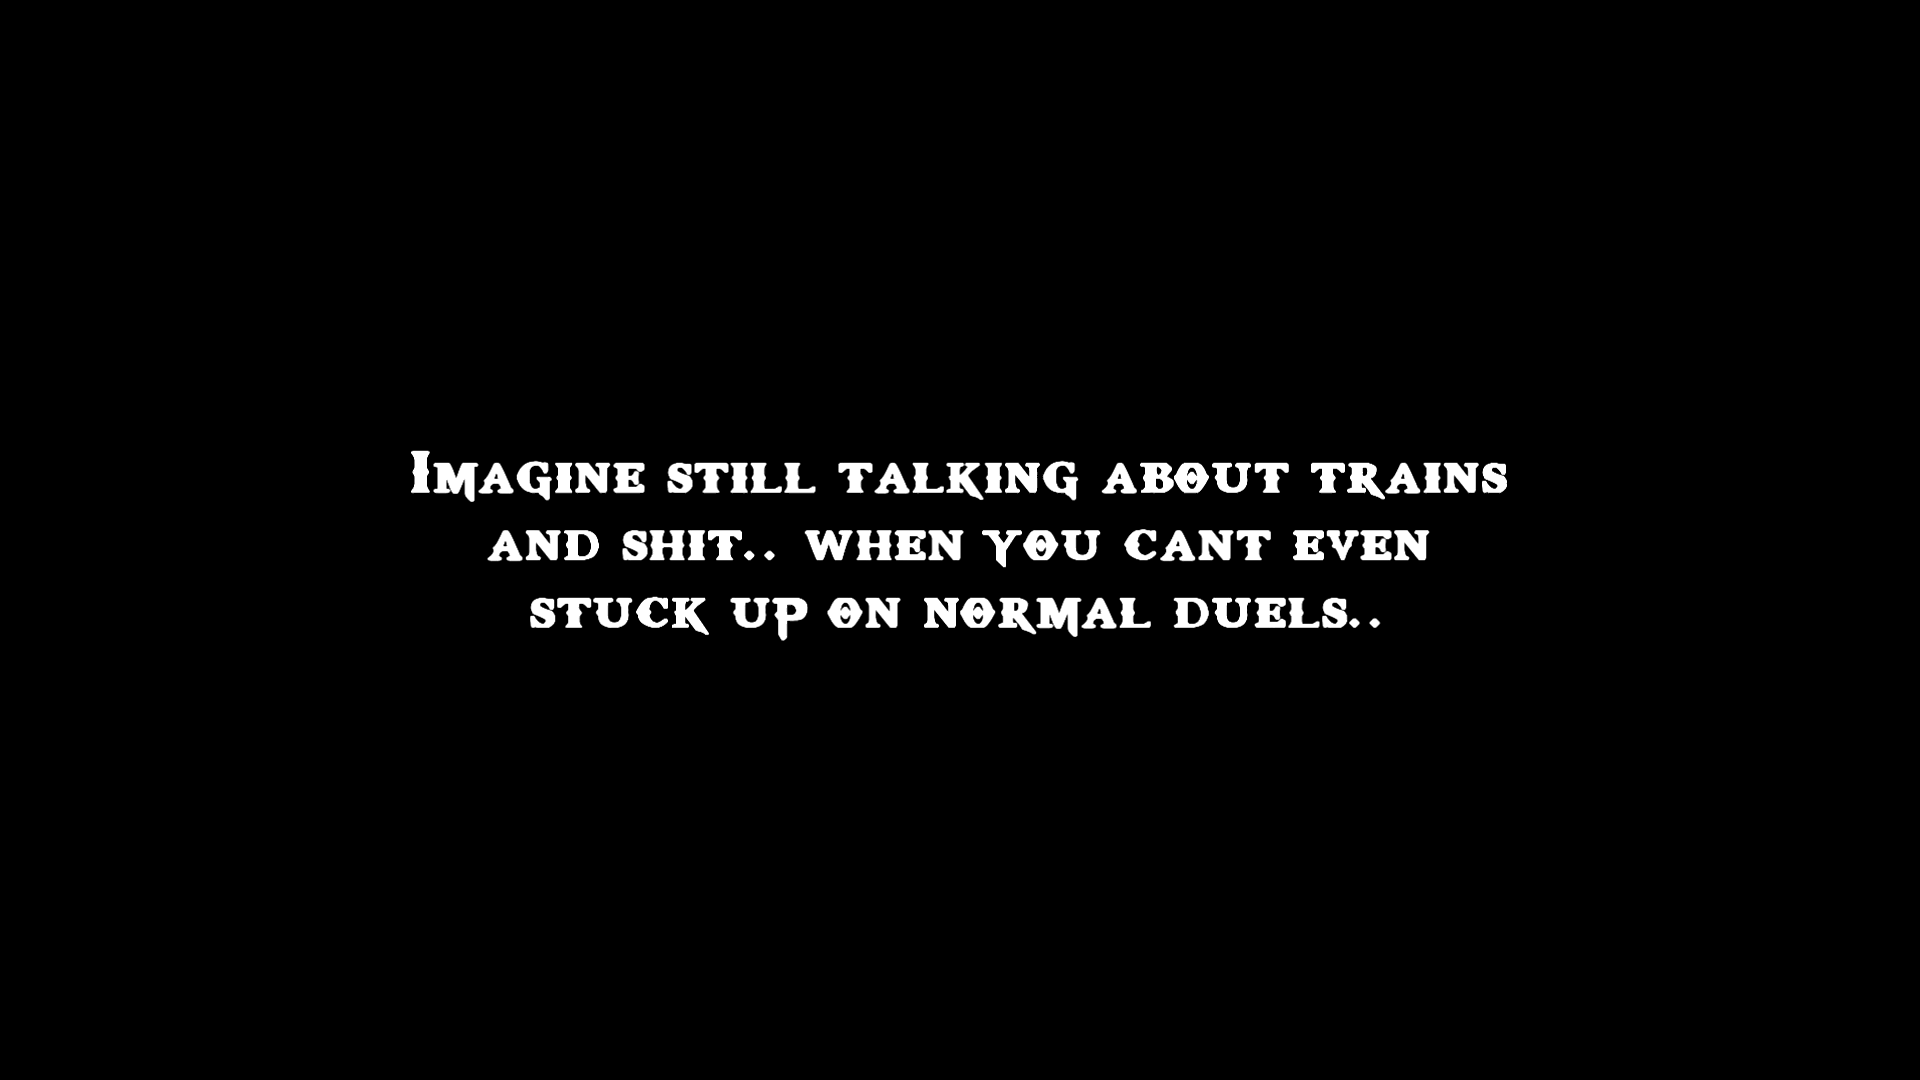 Imagine still talking about trains
and shit.. when you cant even
stuck up on normal duels..